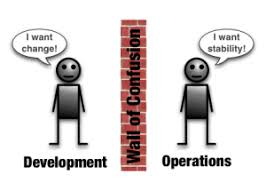 I want
change!
I want
stability!
Wall of Confusion
Development
Operations